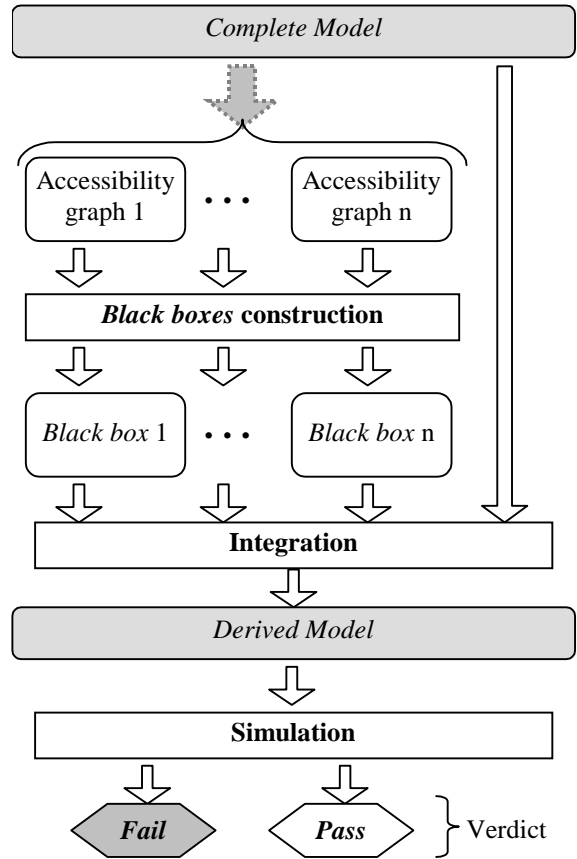 Complete Model
Accessibility
graph 1
• • •
Accessibility
graph n
Black boxes construction
Black box 1
• • •
Black box n
Integration
Derived Model
Simulation
Fail
Pass
Verdict